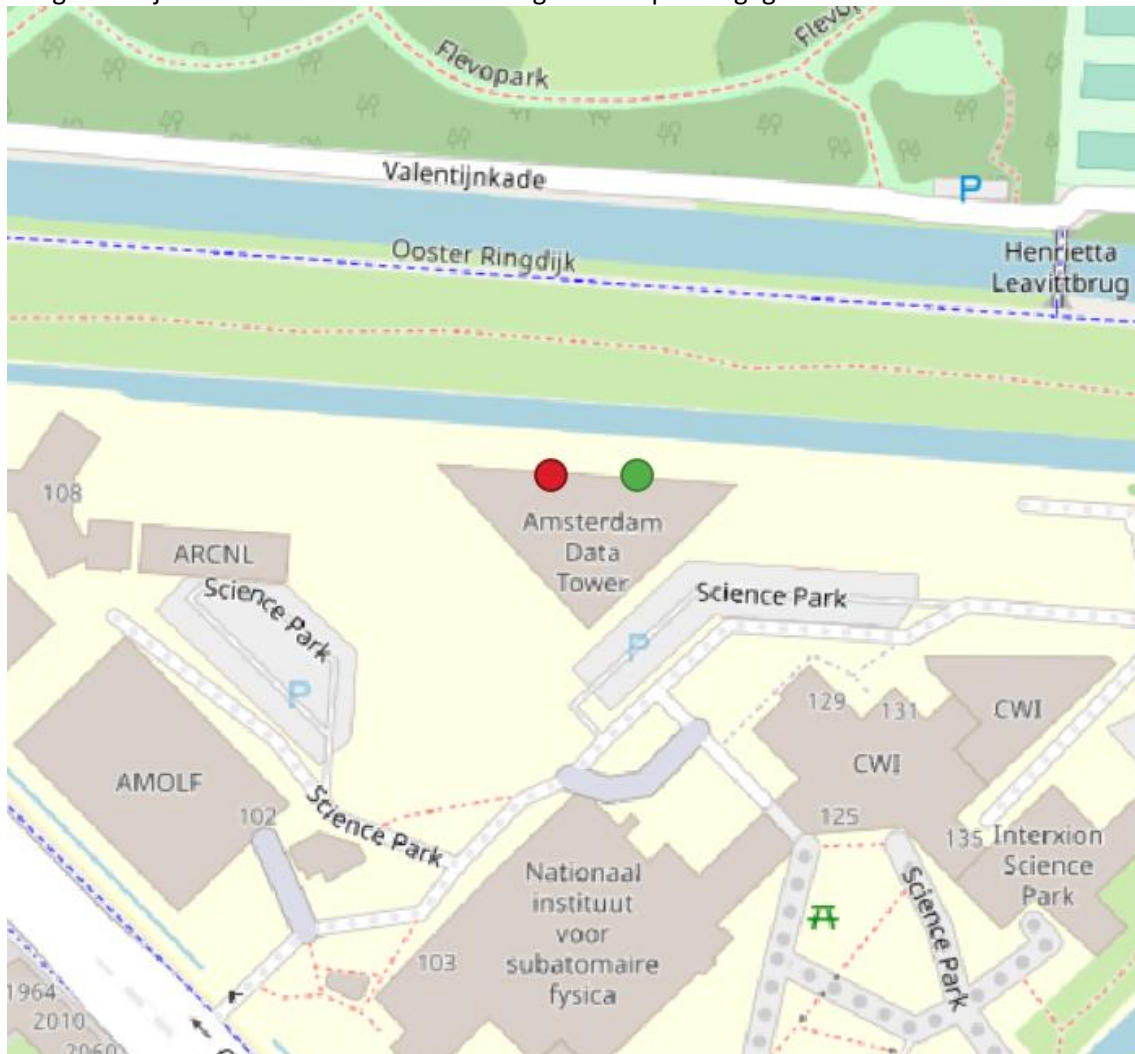 Flevopark
Valentijnkade
P
Ooster Ringdijk
Henrietta
Leavittbrug
108
ARCNL
Amsterdam
Data
Tower
Science Park
Science Park
P
P
129
131
CWI
CWI
AMOLF
102
125
135
Interxion
Science
Park
Science Park
Nationaal
instituut
voor
subatomaire
fysica
Science Park
103
1964
2010
2060